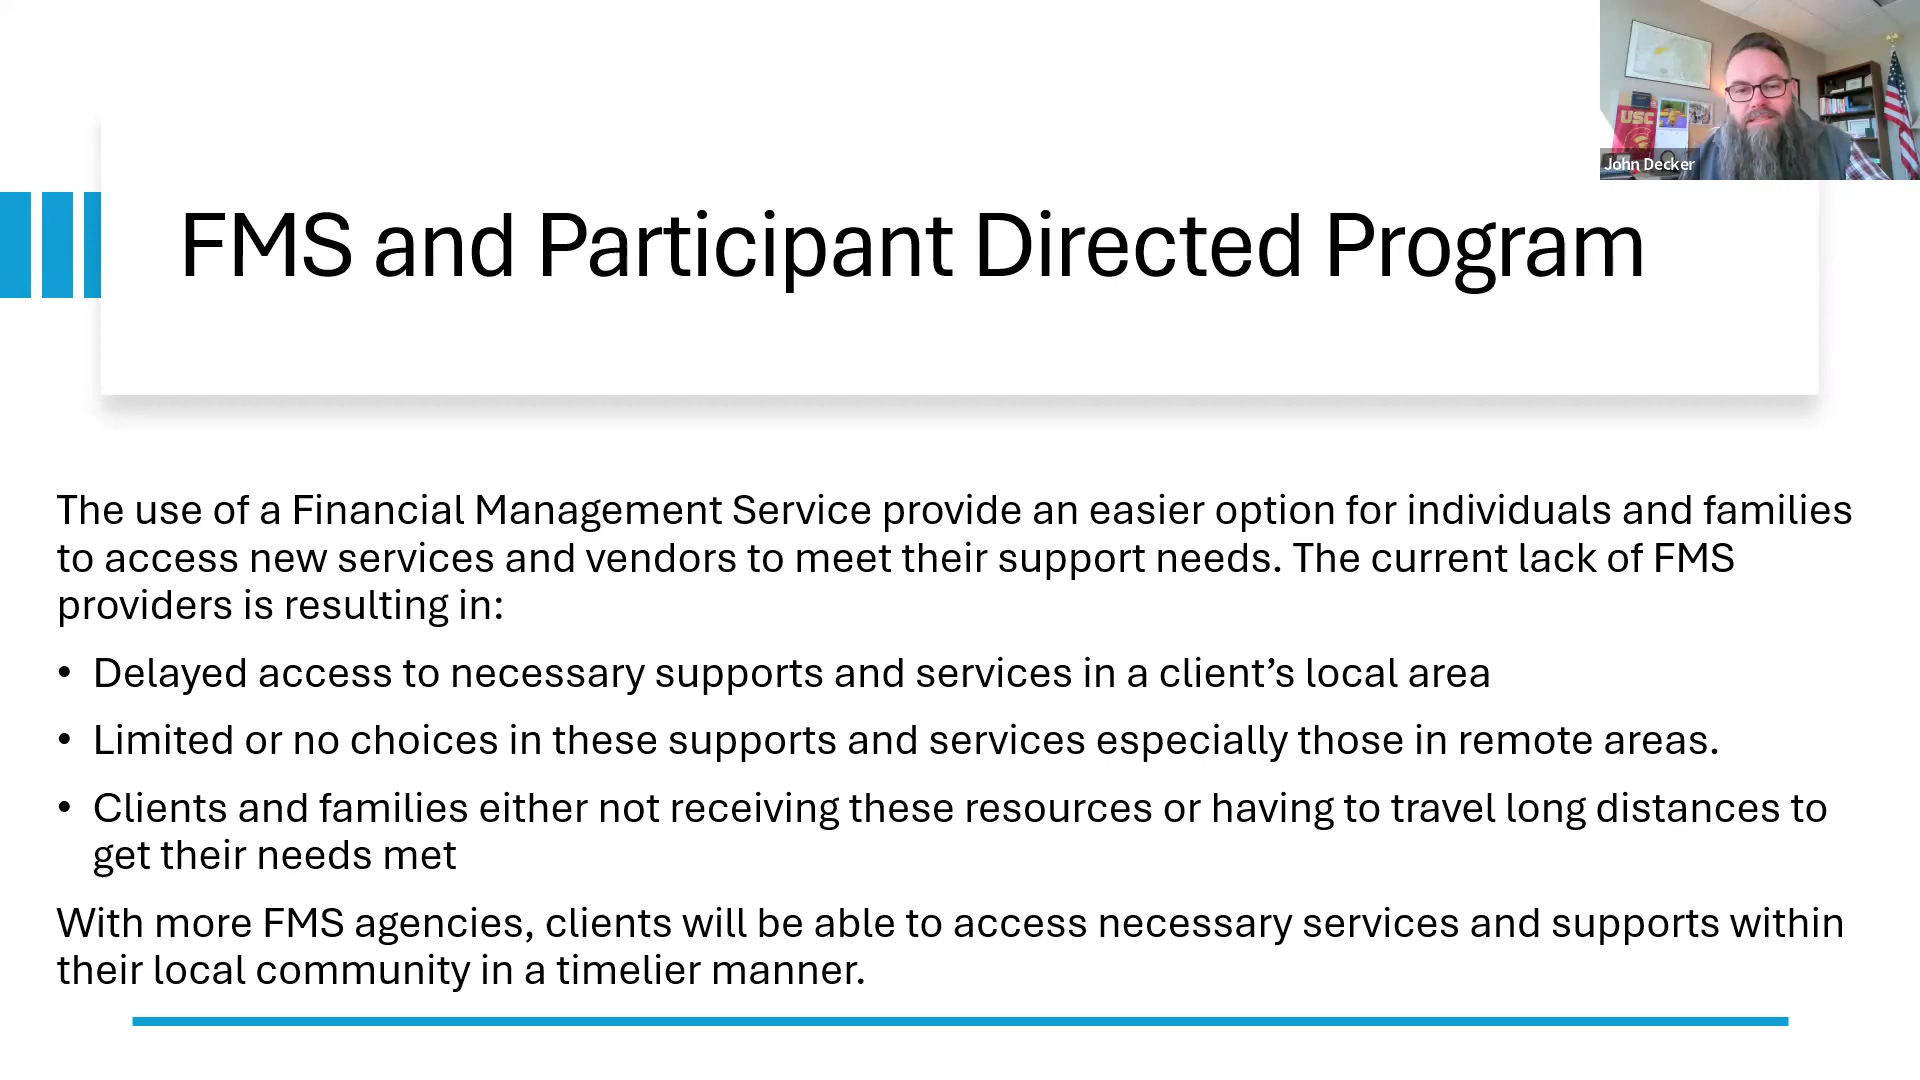 USC
John Decker
FMS and Participant Directed Program
The use of a Financial Management Service provide an easier option for individuals and families
to access new services and vendors to meet their support needs. The current lack of FMS
providers is resulting in:
• Delayed access to necessary supports and services in a client’s local area
• Limited or no choices in these supports and services especially those in remote areas.
• Clients and families either not receiving these resources or having to travel long distances to
get their needs met
With more FMS agencies, clients will be able to access necessary services and supports within
their local community in a timelier manner.